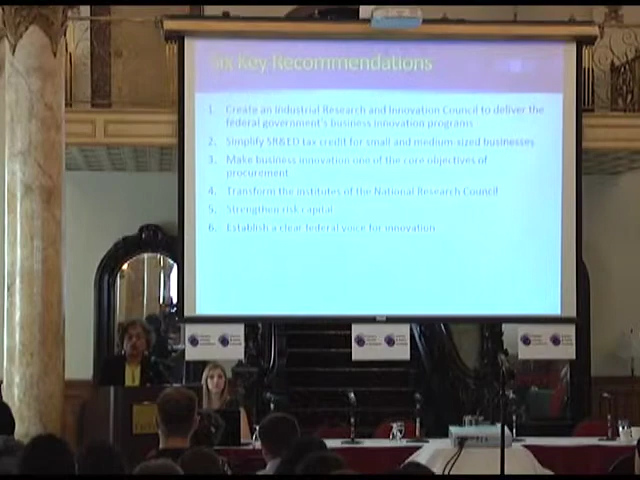 Six Key Recommendations
1. Create an Industrial Research and Innovation Council to deliver the
federal government's business innovation programs
2. Simplify SR&ED tax credit for small and medium-sized businesses
3. Make business innovation one of the core objectives of
procurement
4. Transform the institutes of the National Research Council
5. Strengthen risk capital
6. Establish a clear federal voice for innovation